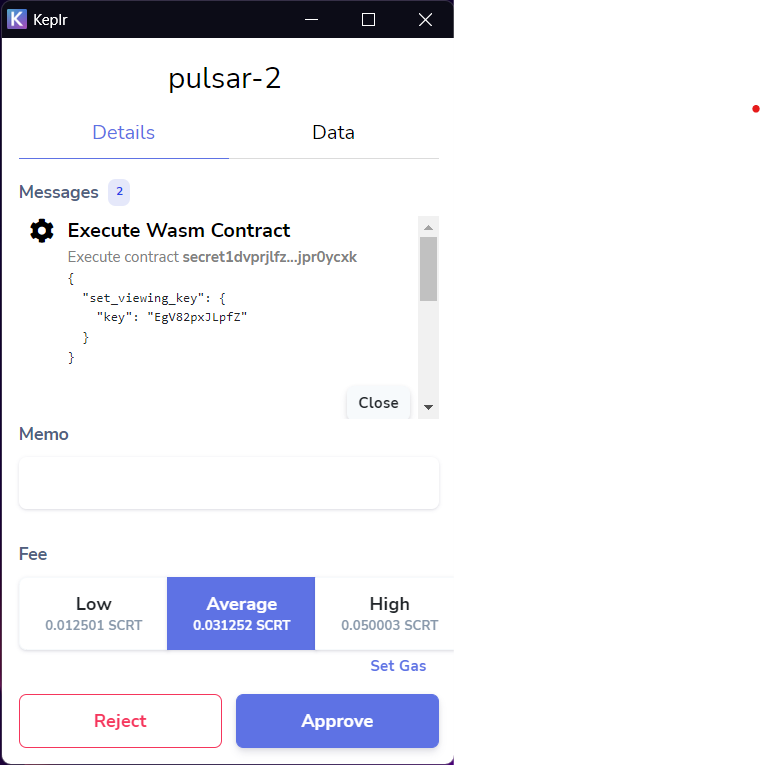 Keplr
pulsar-2
Details
Data
Messages 2
Execute Wasm Contract
Execute contract secret1dvprjlfz...jpr0ycxk
{
"set_viewing_key": {
"key": "EgV82pxJLpfZ"
}
}
Close
Memo
Fee
Low
0.012501 SCRT
Average
0.031252 SCRT
High
0.050003 SCRT
Set Gas
Reject
Approve